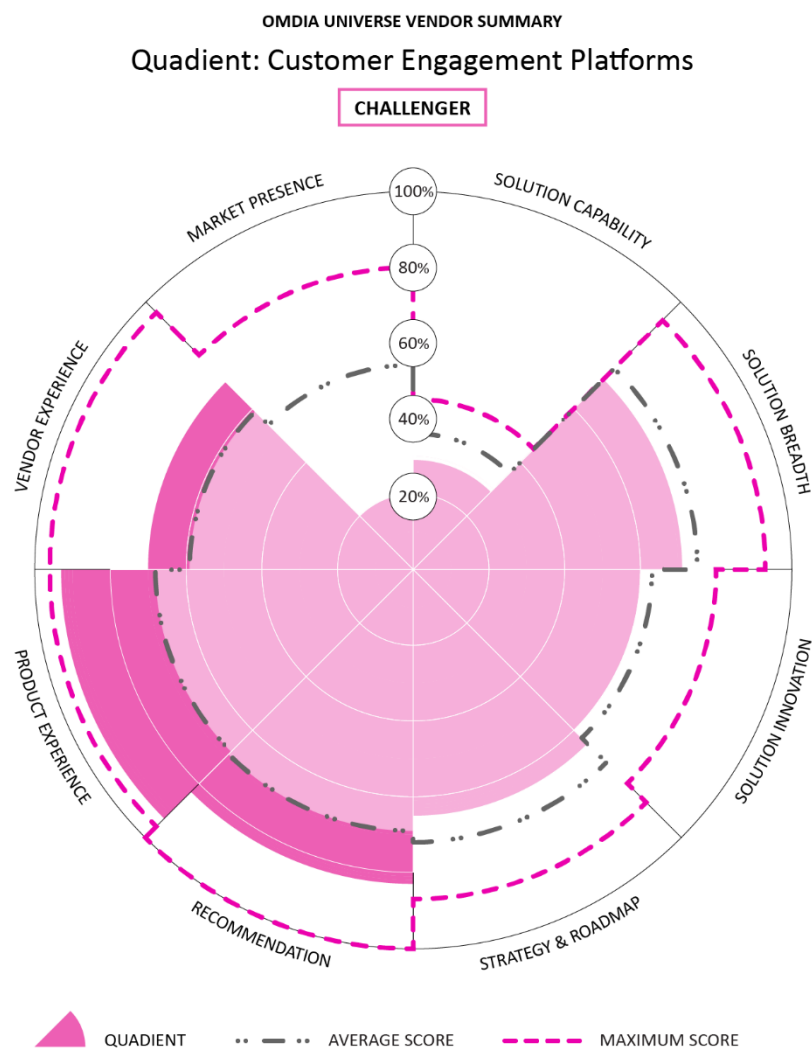 OMDIA UNIVERSE VENDOR SUMMARY
Quadient: Customer Engagement Platforms
CHALLENGER
MARKET PRESENCE
SOLUTION CAPABILITY
100%
80%
60%
40%
20%
VENDOR EXPERIENCE
SOLUTION BREADTH
PRODUCT EXPERIENCE
SOLUTION INNOVATION
RECOMMENDATION
STRATEGY & ROADMAP
QUADIENT
AVERAGE SCORE
MAXIMUM SCORE